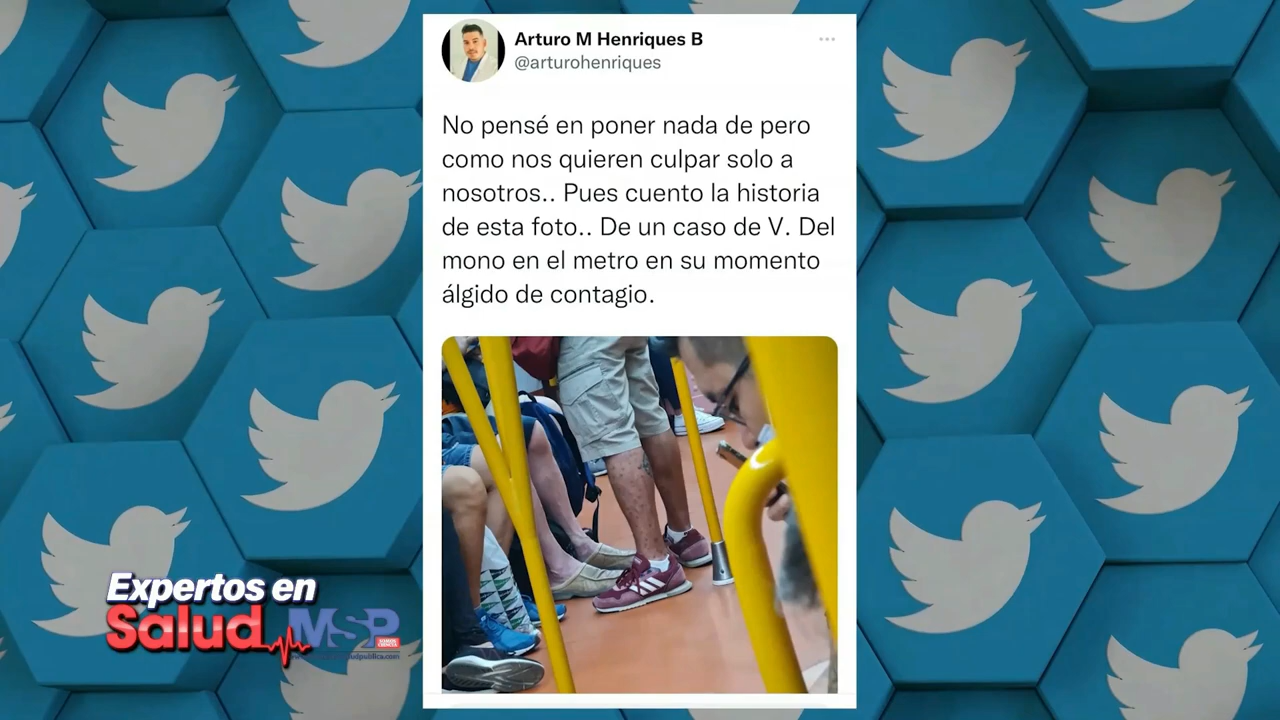 Arturo M Henriques B
@arturohenriques
No pensé en poner nada de pero
como nos quieren culpar solo a
nosotros.. Pues cuento la historia
de esta foto.. De un caso de V. Del
mono en el metro en su momento
álgido de contagio.
Expertos en
Salud MSP